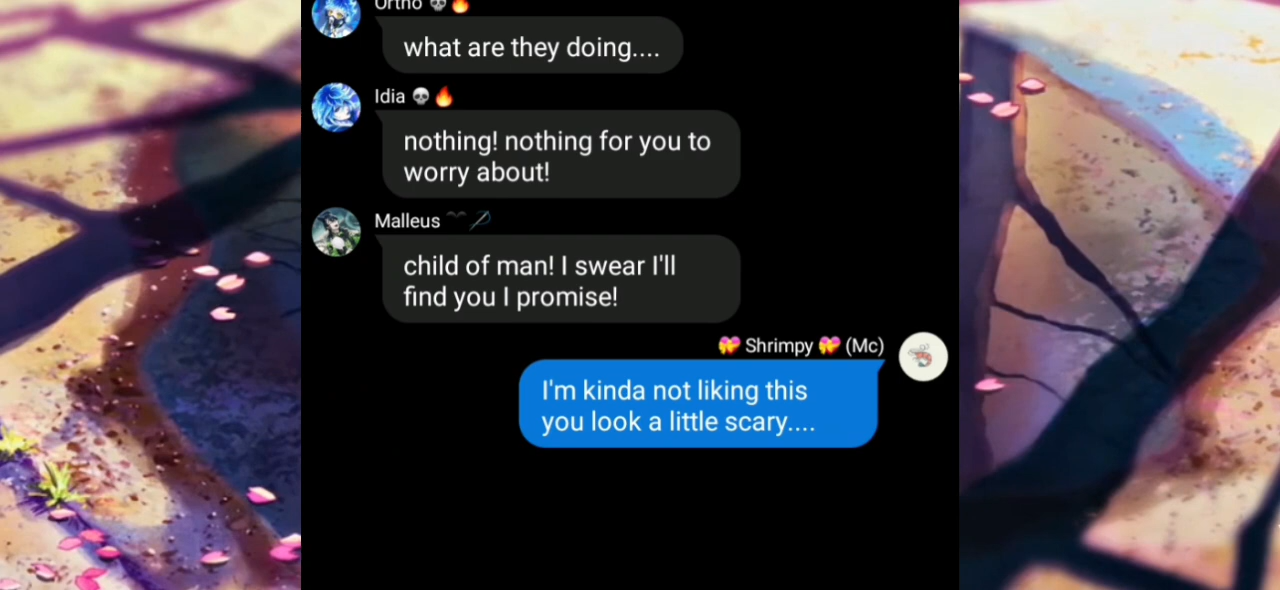 Ortho 💀🔥
what are they doing....
Idia 💀🔥
nothing! nothing for you to
worry about!
Malleus
child of man! I swear I'll
find you I promise!
💝 Shrimpy 💝 (Mc)
I'm kinda not liking this
you look a little scary....